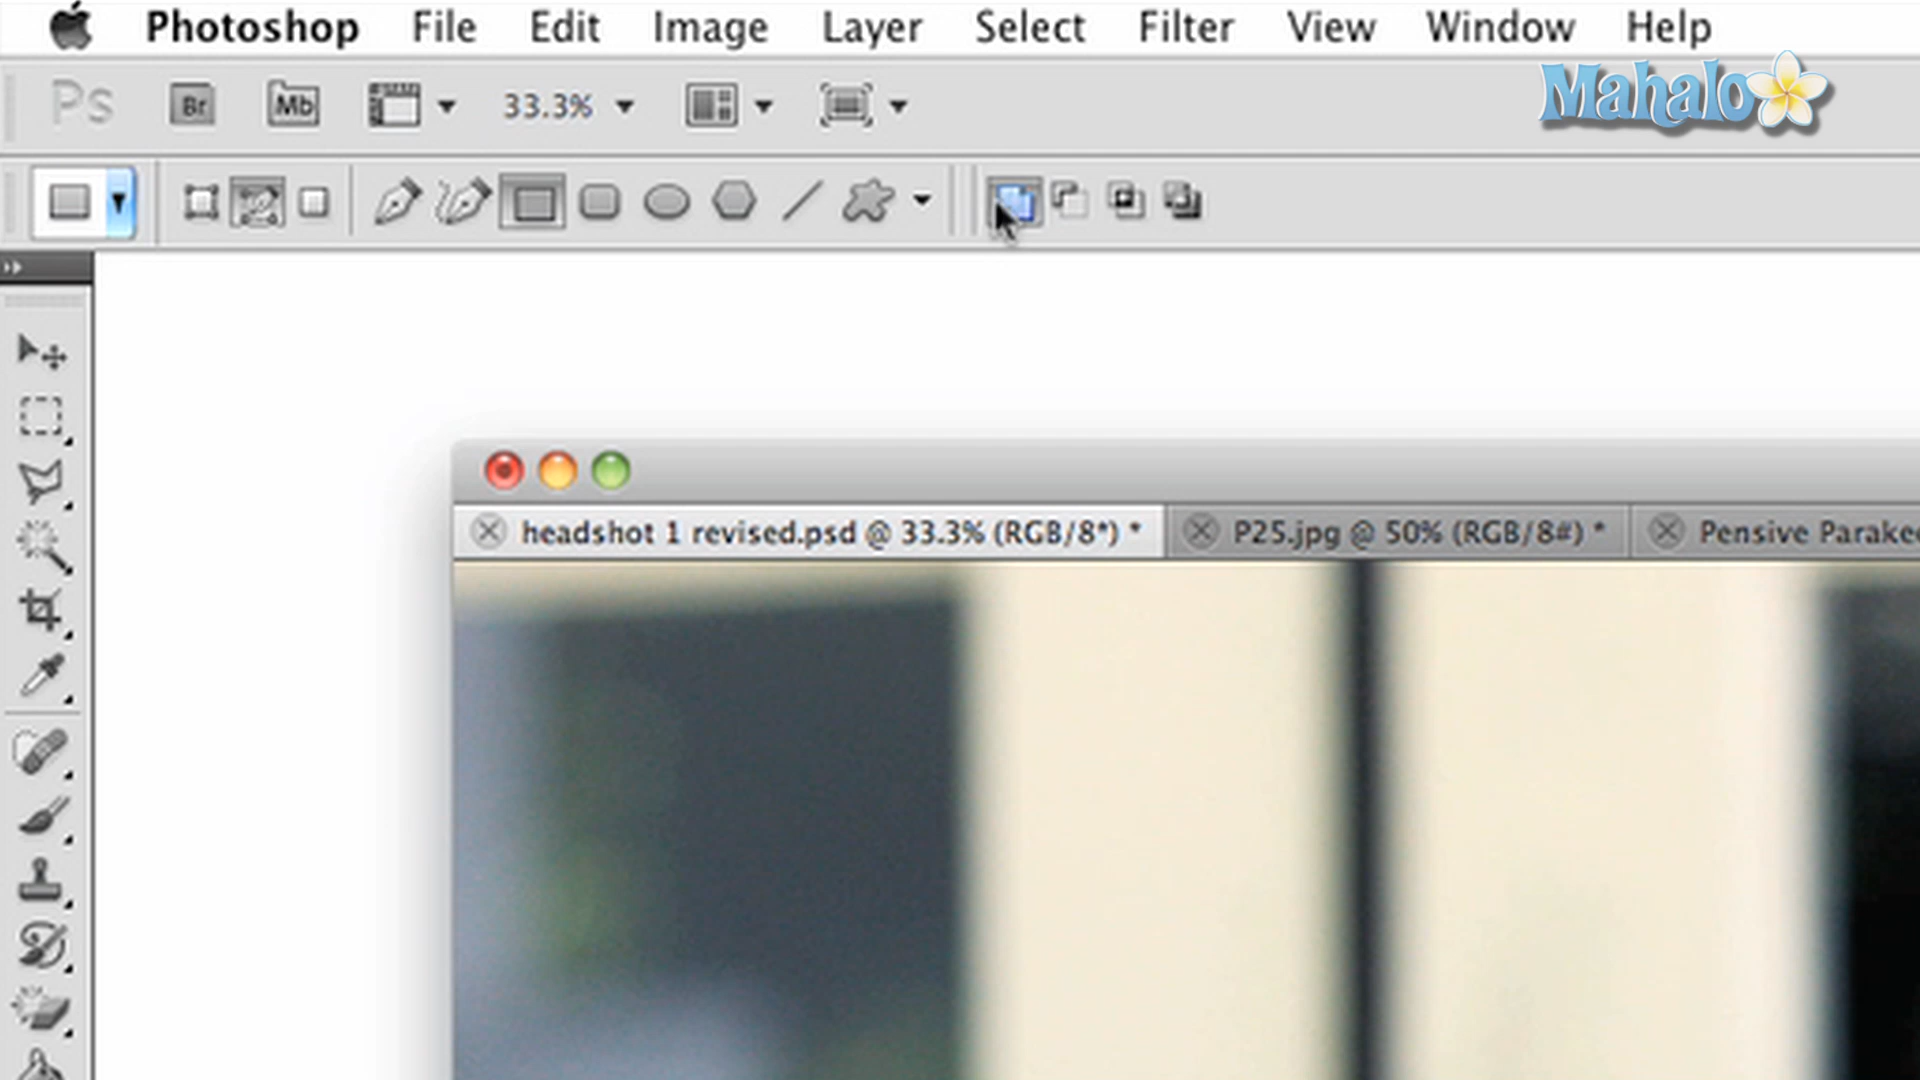 Photoshop File Edit Image Layer Select Filter View Window Help
Mahalo
Ps Br Mb 33.3%
headshot 1 revised.psd @ 33.3% (RGB/8*) * P25.jpg @ 50% (RGB/8#) * Pensive